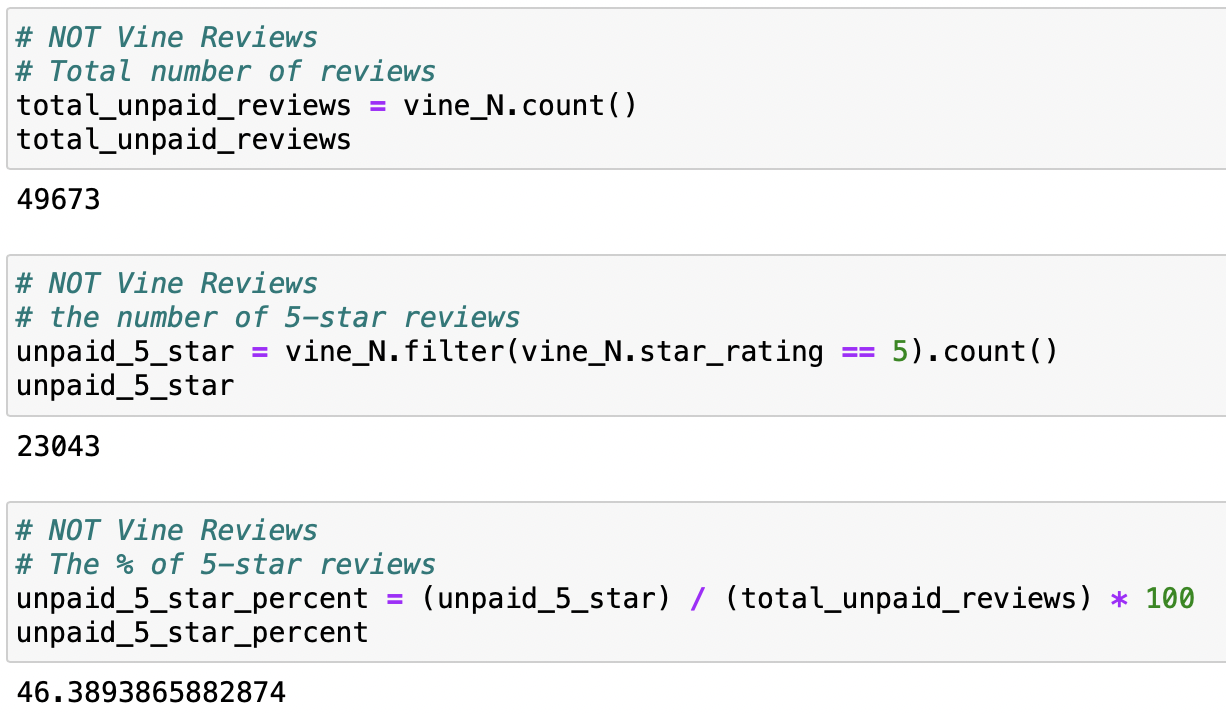 # NOT Vine Reviews
# Total number of reviews
total_unpaid_reviews = vine_N.count()
total_unpaid_reviews
49673
# NOT Vine Reviews
# the number of 5-star reviews
unpaid_5_star = vine_N.filter(vine_N.star_rating == 5).count()
unpaid_5_star
23043
# NOT Vine Reviews
# The % of 5-star reviews
unpaid_5_star_percent = (unpaid_5_star) / (total_unpaid_reviews) * 100
unpaid_5_star_percent
46.3893865882874